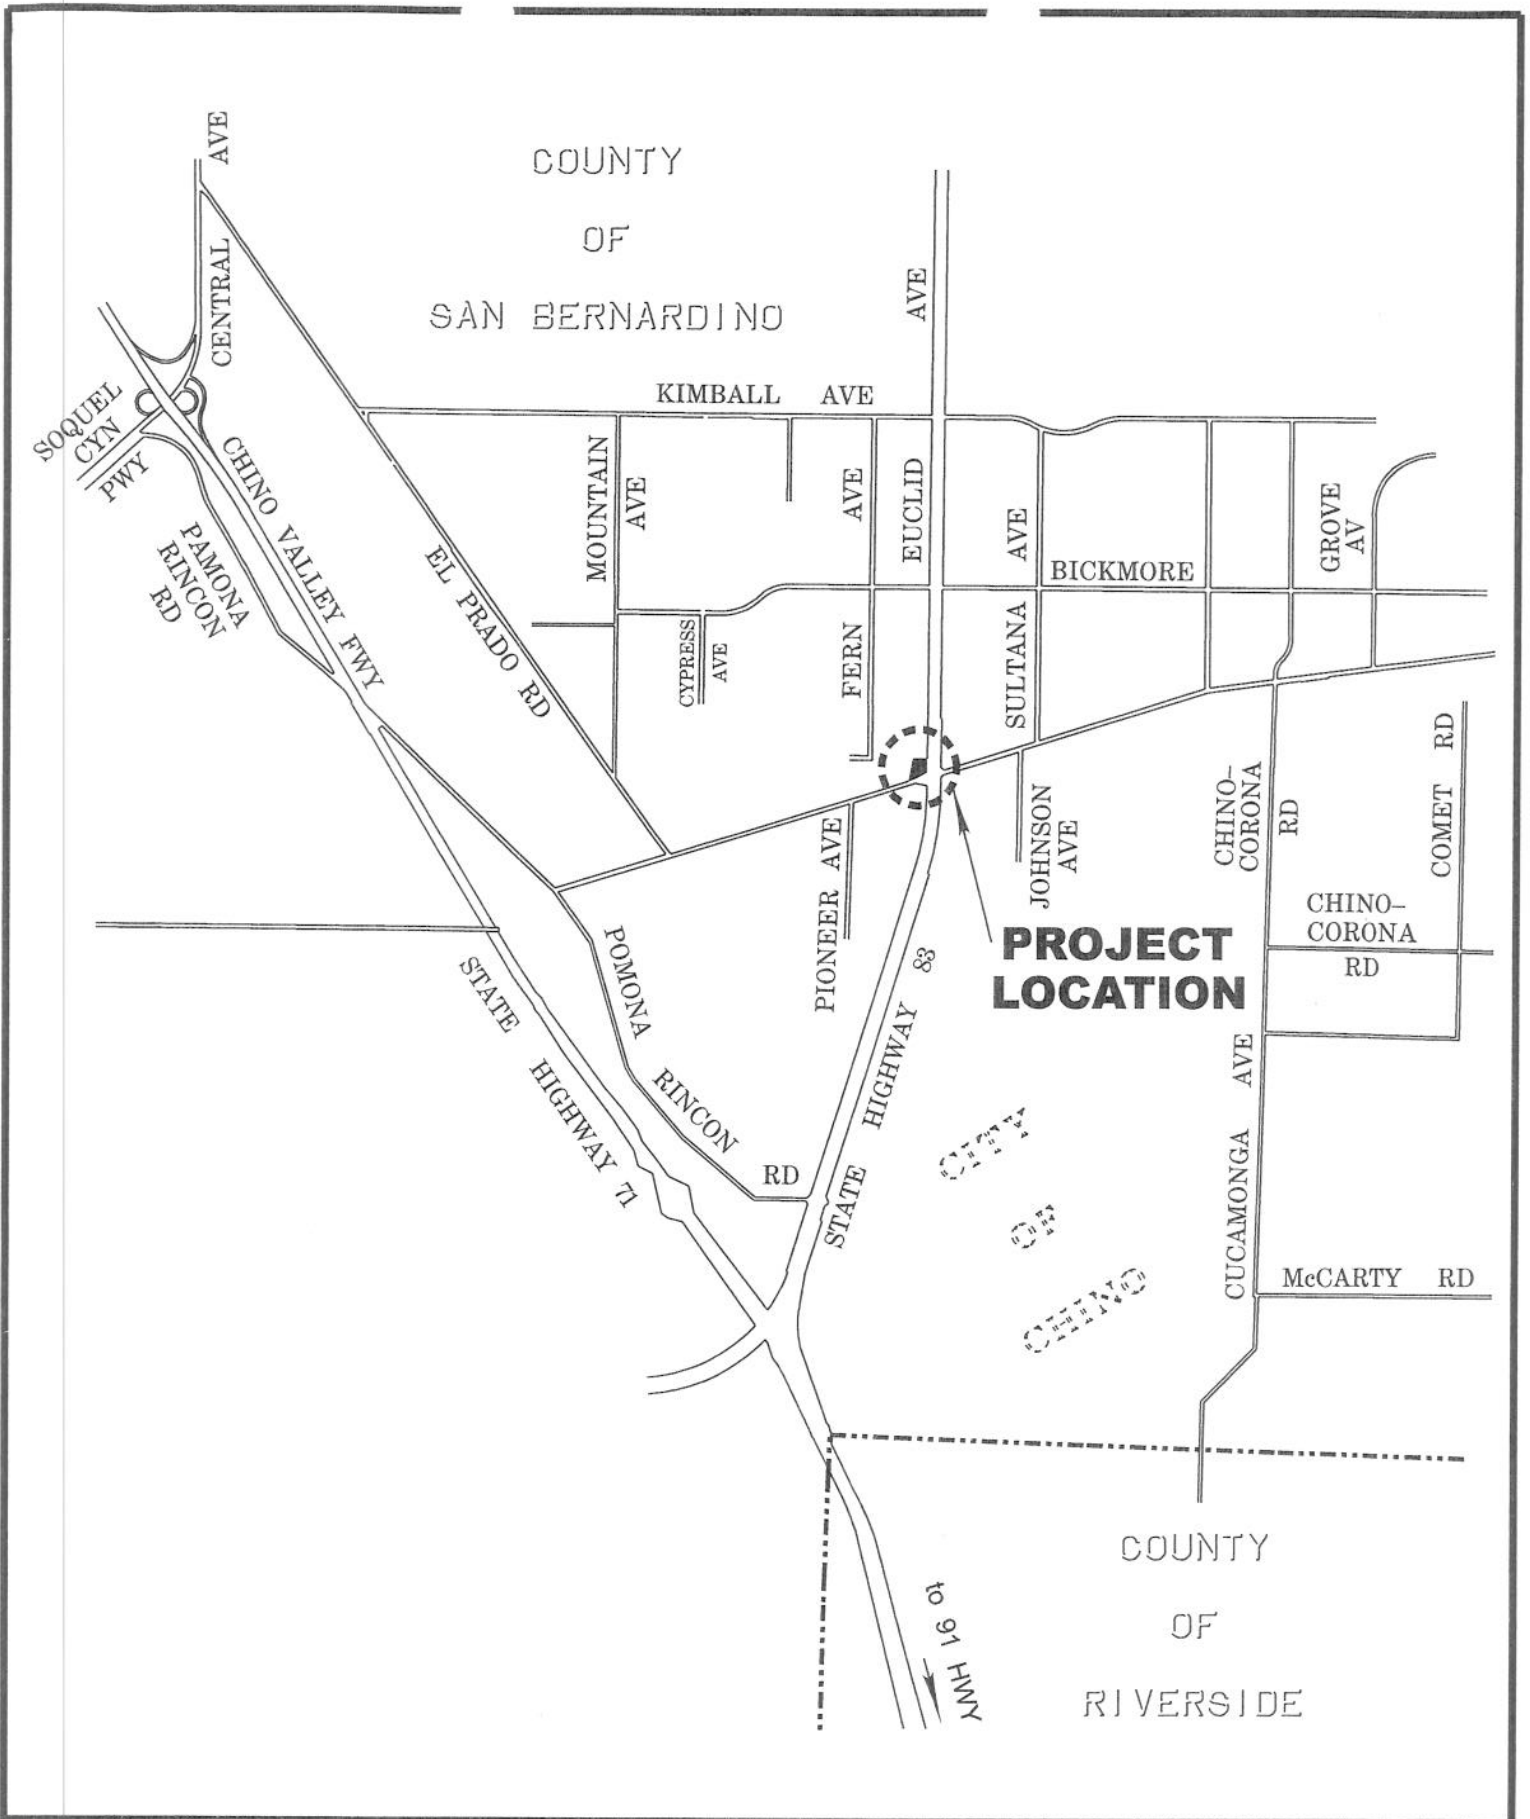 COUNTY
OF
SAN BERNARDINO
AVE
CENTRAL
AVE
KIMBALL AVE
SOQUEL
CYN
PWY
CHINO VALLEY FWY
PAMONA
RINCON
RD
EL PRADO RD
MOUNTAIN
AVE
CYPRESS
AVE
AVE
FERN
EUCLID
AVE
SULTANA
BICKMORE
GROVE
AV
PIONEER AVE
JOHNSON
AVE
CHINO-
CORONA
RD
COMET RD
CHINO-
CORONA
RD
PROJECT
LOCATION
STATE HIGHWAY 83
STATE HIGHWAY 71
POMONA
RINCON
RD
CITY
OF
CHINO
CUCAMONGA AVE
McCARTY RD
COUNTY
OF
RIVERSIDE
to 91 HWY